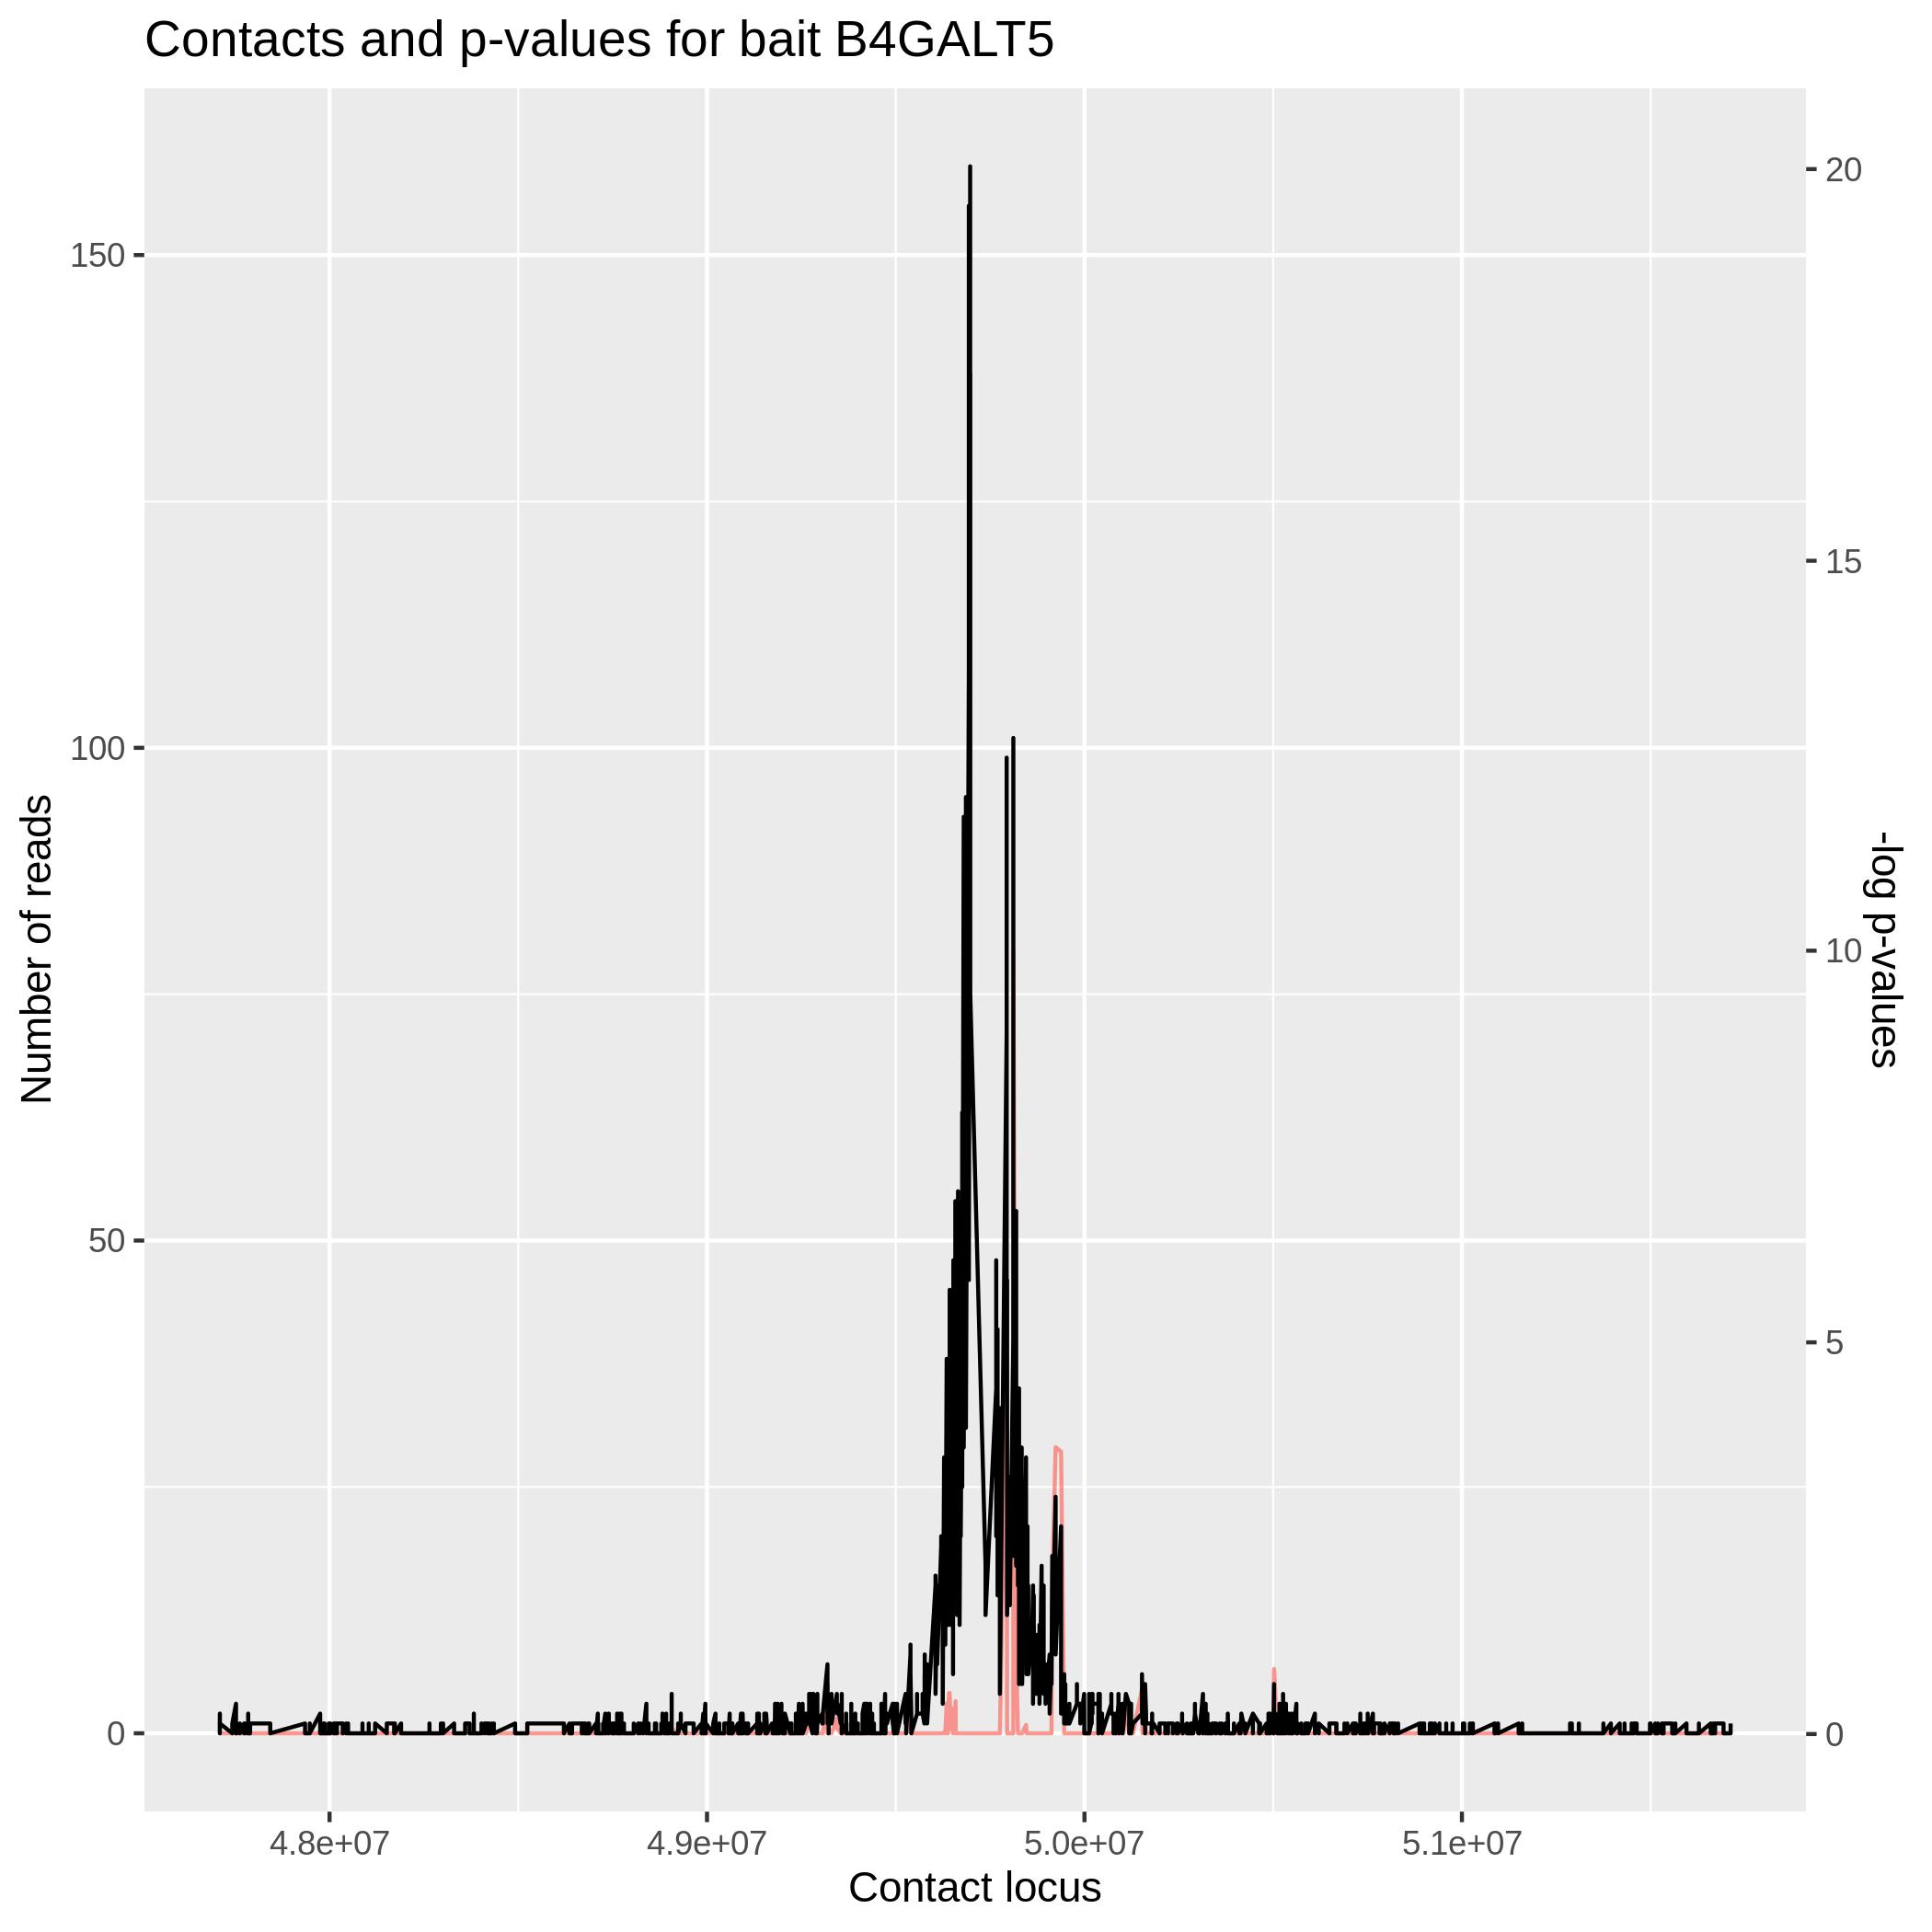 Contacts and p-values for bait B4GALT5
150
100
50
0
Number of reads
20
15
10
5
0
-log p-values
4.8e+07
4.9e+07
5.0e+07
5.1e+07
Contact locus